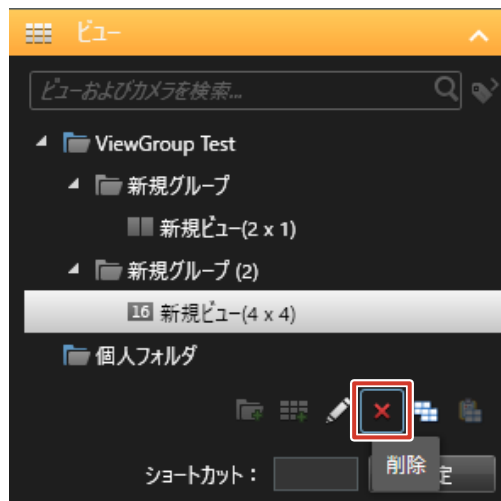 ビュー
ビューおよびカメラを検索...
ViewGroup Test
新規グループ
新規ビュー(2 x 1)
新規グループ (2)
16 新規ビュー(4 x 4)
個人フォルダ
ショートカット：
削除
定